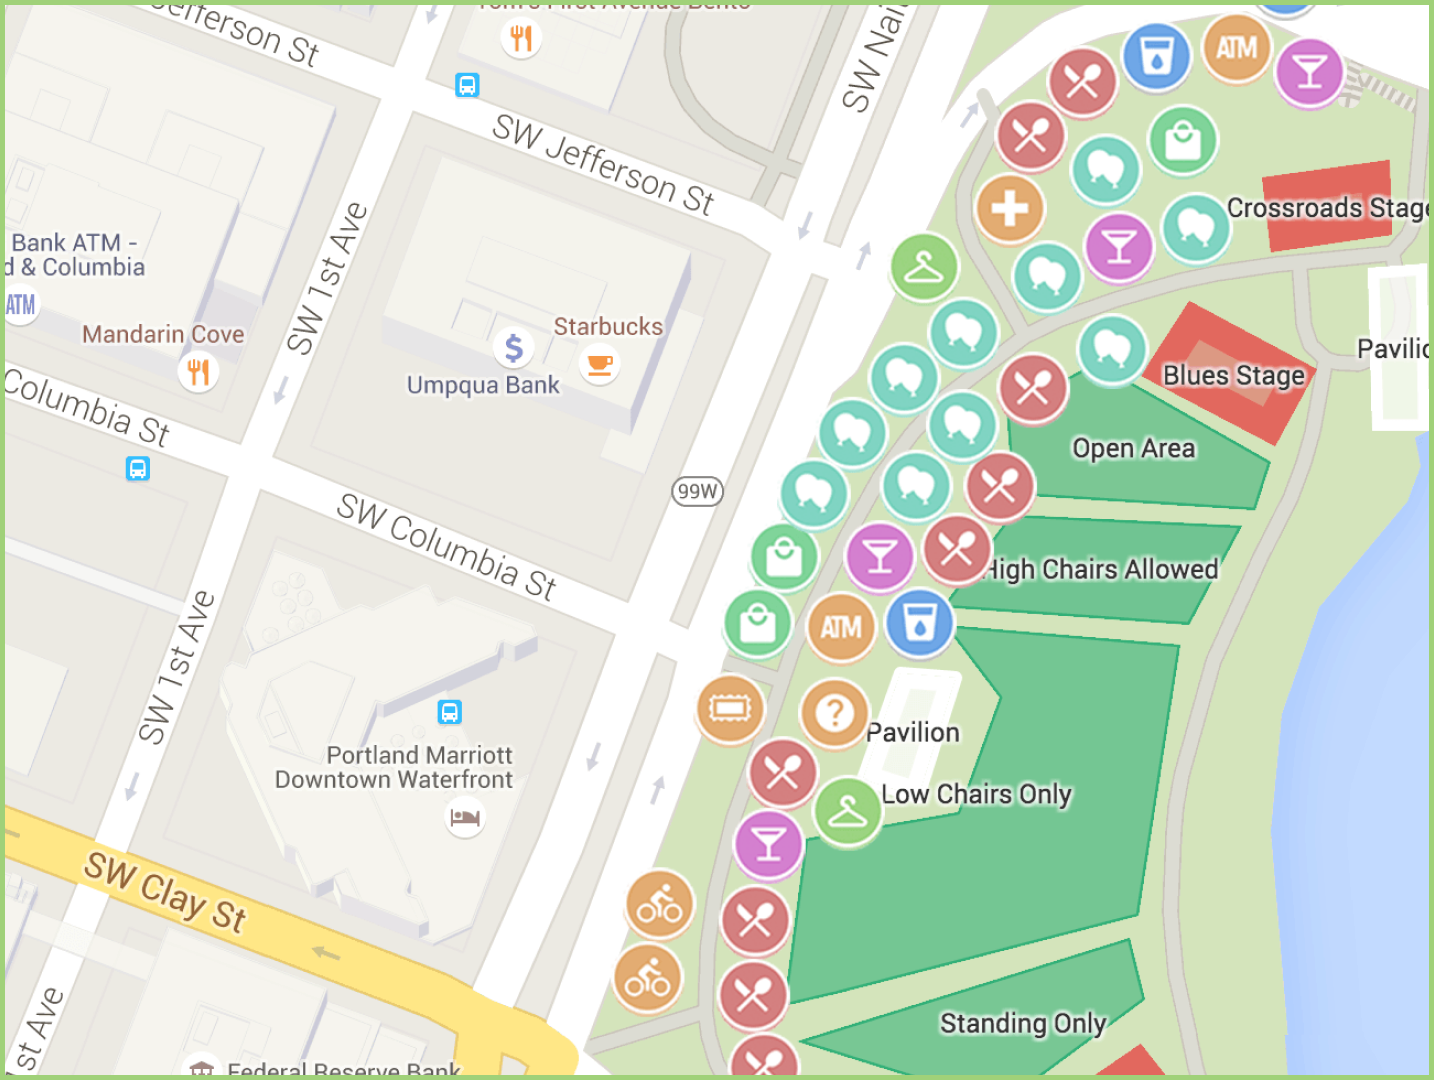 Jefferson St
Tom's First Avenue Bento
SW Nai
ATM
SW Jefferson St
Crossroads Stage
Bank ATM -
d & Columbia
ATM
SW 1st Ave
Mandarin Cove
Starbucks
$
Umpqua Bank
Pavilio
Blues Stage
Columbia St
Open Area
99W
SW Columbia St
High Chairs Allowed
SW 1st Ave
ATM
?
Pavilion
Portland Marriott
Downtown Waterfront
Low Chairs Only
SW Clay St
st Ave
Standing Only
Federal Reserve Bank